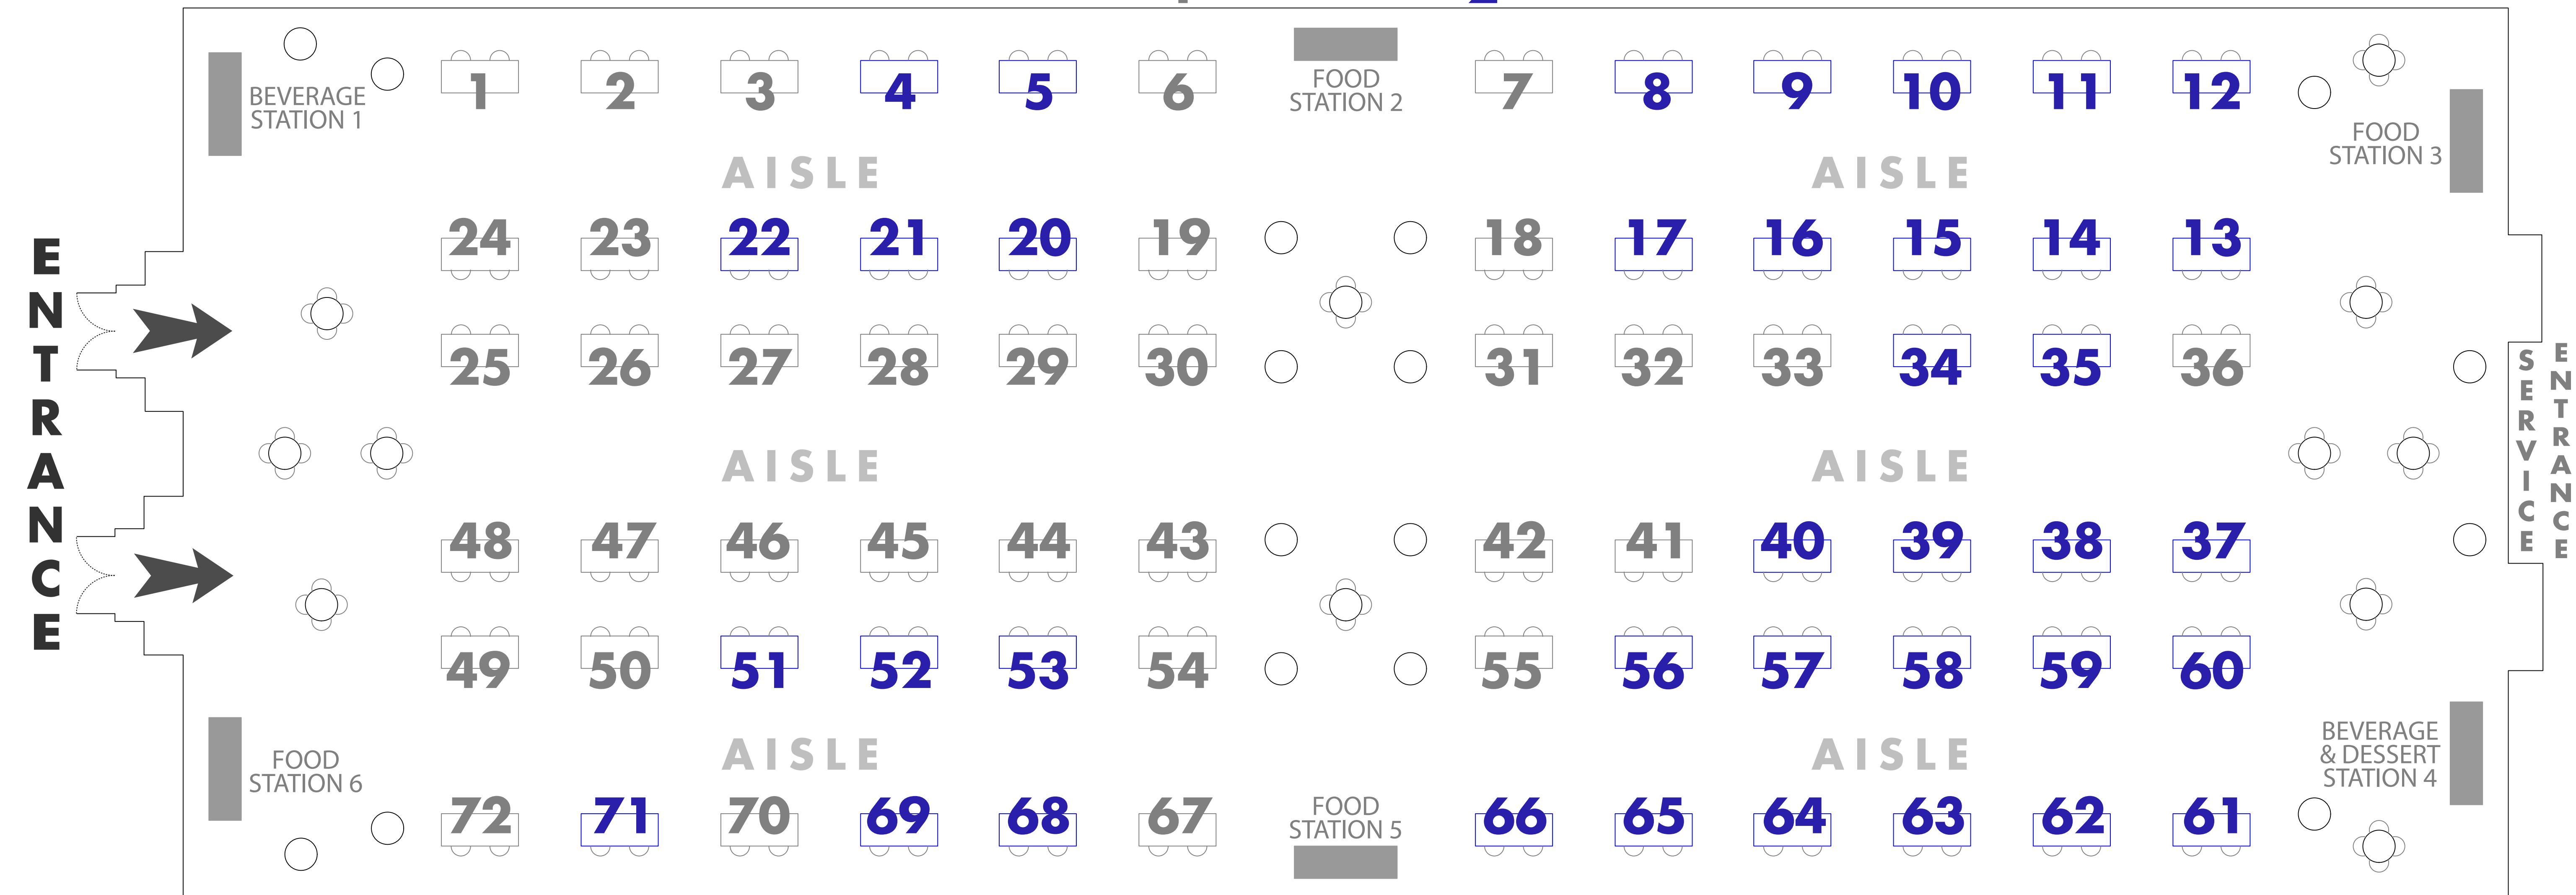 1 2 3 4 5 6 7 8 9 10 11 12
BEVERAGE
STATION 1
FOOD
STATION 2
FOOD
STATION 3
AISLE AISLE
24 23 22 21 20 19 18 17 16 15 14 13
ENTRANCE
25 26 27 28 29 30 31 32 33 34 35 36
SERVICE
ENTRANCE
AISLE AISLE
48 47 46 45 44 43 42 41 40 39 38 37
49 50 51 52 53 54 55 56 57 58 59 60
AISLE AISLE
FOOD
STATION 6
BEVERAGE
& DESSERT
STATION 4
FOOD
STATION 5
72 71 70 69 68 67 66 65 64 63 62 61